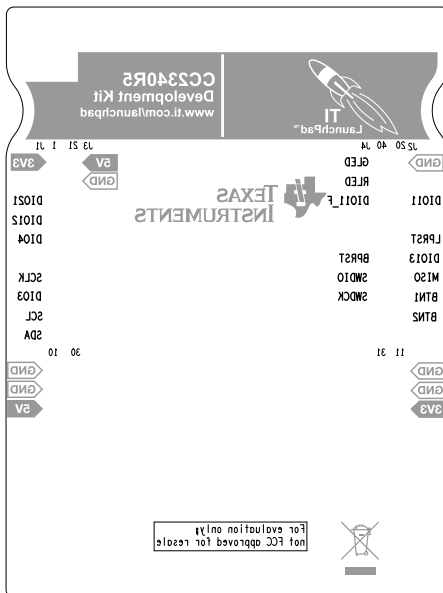 CC2340R5
Development Kit
www.ti.com/launchpad
TI
LaunchPad™
J1 1 21 J3 J4 40 20 J2
3V3 5V GLED GND
GND RLED
DIO21 DIO11_F DIO11
DIO12
DIO4 LPRST
BPRST DIO13
SCLK SWDIO MISO
DIO3 SWDCK BTN1
SCL BTN2
SDA
TEXAS
INSTRUMENTS
10 30 31 11
GND GND
GND GND
5V 3V3
For evaluation only;
not FCC approved for resale